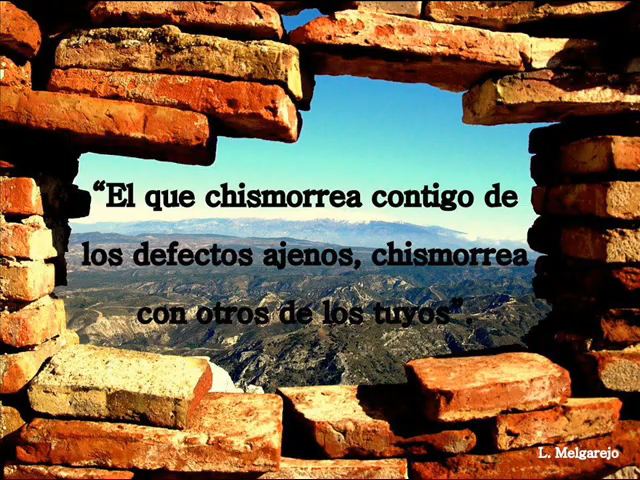 “El que chismorrea contigo de
los defectos ajenos, chismorrea
con otros de los tuyos”.
L. Melgarejo